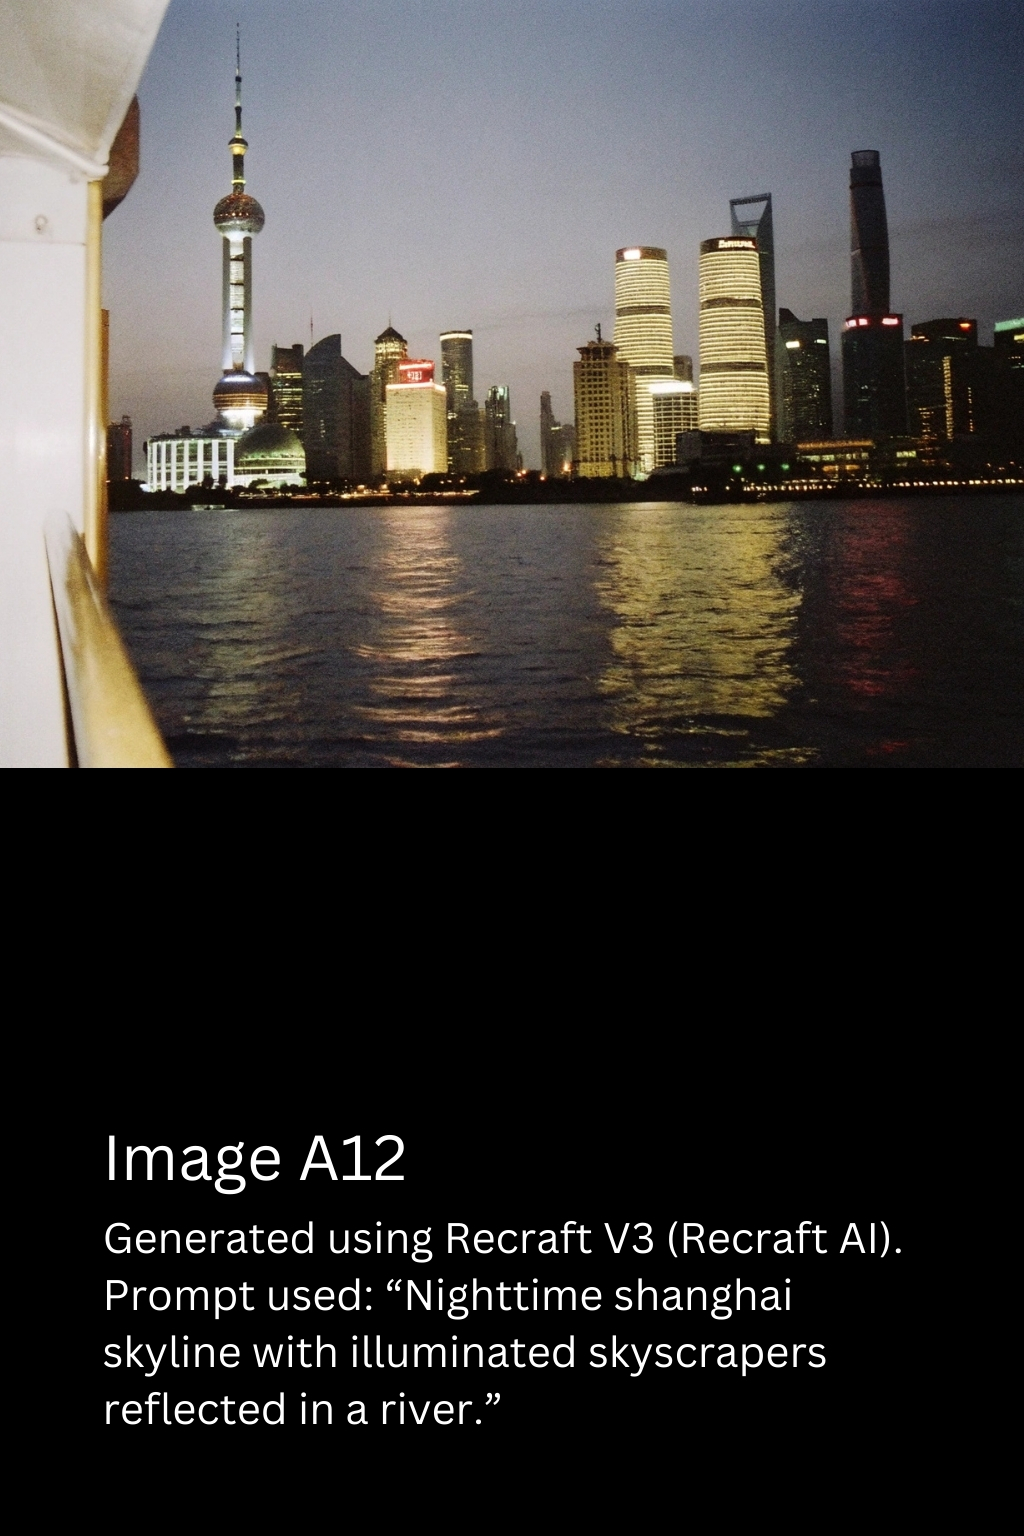 Image A12
Generated using Recraft V3 (Recraft AI).
Prompt used: “Nighttime shanghai
skyline with illuminated skyscrapers
reflected in a river.”